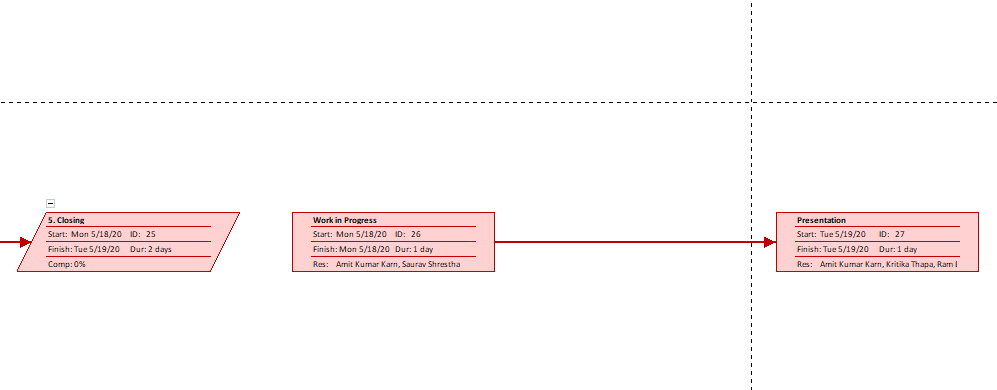 5. Closing
Start: Mon 5/18/20 ID: 25
Finish: Tue 5/19/20 Dur: 2 days
Comp: 0%
Work in Progress
Start: Mon 5/18/20 ID: 26
Finish: Mon 5/18/20 Dur: 1 day
Res: Amit Kumar Karn, Saurav Shrestha
Presentation
Start: Tue 5/19/20 ID: 27
Finish: Tue 5/19/20 Dur: 1 day
Res: Amit Kumar Karn, Kritika Thapa, Ram